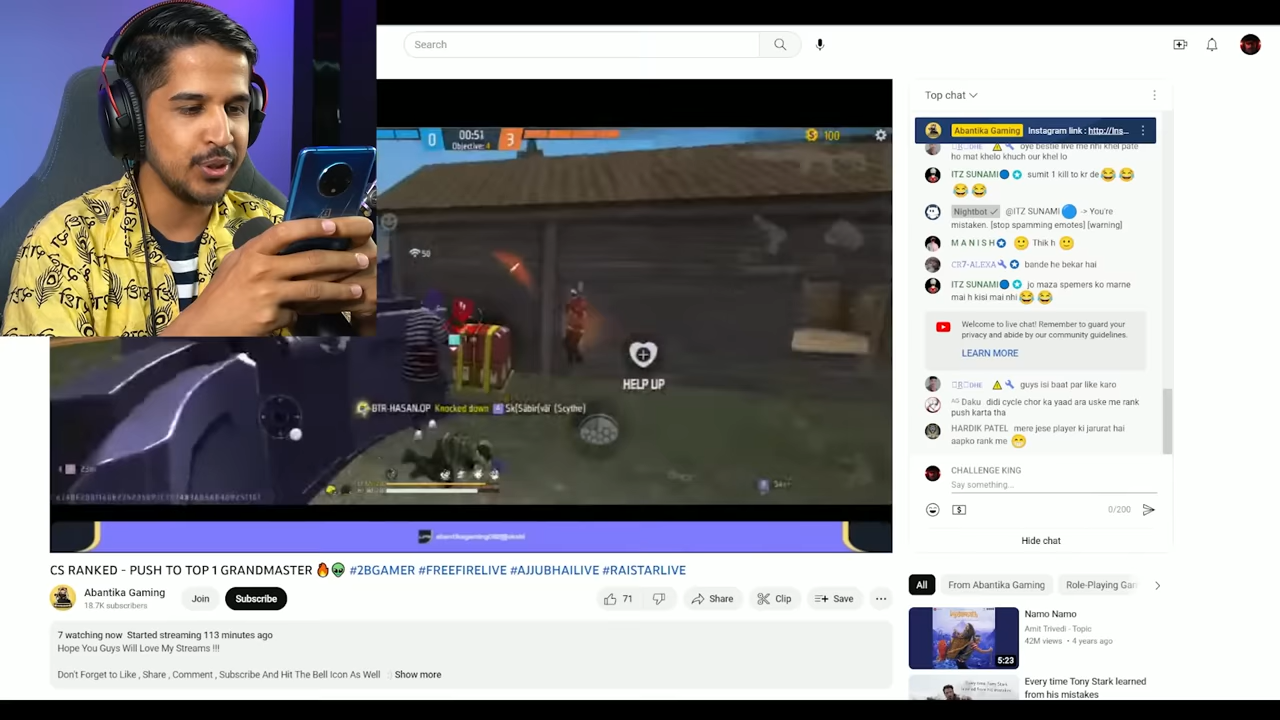 Search
Top chat
Abantika Gaming Instagram link : http://Ins...
oye bestie live me nhi khel pate
ho mat khelo khuch our khel lo
ITZ SUNAMI sumit 1 kill to kr de😂😂
😂😂
Nightbot @ITZ SUNAMI🔵 -> You're
mistaken. [stop spamming emotes] [warning]
M A N I S H 🙂 Thik h 🙂
CR7-ALEXA bande he bekar hai
ITZ SUNAMI jo maza spemers ko marne
mai h kisi mai nhi😂😂
Welcome to live chat! Remember to guard your
privacy and abide by our community guidelines.
LEARN MORE
guys isi baat par like karo
Daku didi cycle chor ka yaad ara uske me rank
push karta tha
HARDIK PATEL mere jese player ki jarurat hai
aapko rank me 😁
CHALLENGE KING
Say something...
0/200
Hide chat
0 00:51 3
Objective: 4
100
50
HELP UP
BTR-HASAN.OP Knocked down
CS RANKED - PUSH TO TOP 1 GRANDMASTER🔥👽 #2BGAMER #FREEFIRELIVE #AJJUBHAILIVE #RAISTARLIVE
Abantika Gaming
18.7K subscribers
Join Subscribe 71 Share Clip Save
7 watching now Started streaming 113 minutes ago
Hope You Guys Will Love My Streams !!!
Don't Forget to Like , Share , Comment , Subscribe And Hit The Bell Icon As Well Show more
All From Abantika Gaming Role-Playing
Namo Namo
Amit Trivedi - Topic
42M views • 4 years ago
5:23
Every time Tony Stark learned
from his mistakes